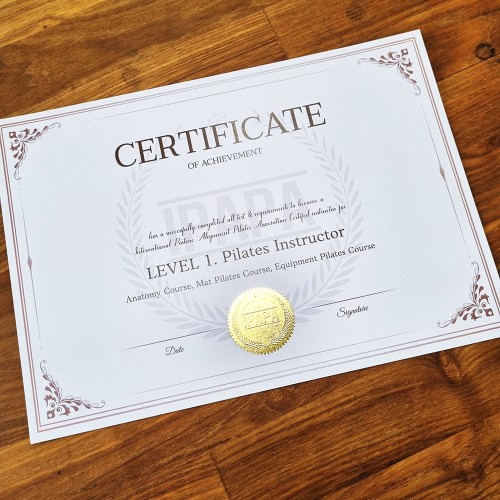 CERTIFICATE
OF ACHIEVEMENT
IPAPA
has a successfully completed all test & requirements to become a
International Posture Alignment Pilates Association Certified instructor for
LEVEL 1. Pilates Instructor
Anatomy Course, Mat Pilates Course, Equipment Pilates Course
IPAPA
Date
Signature